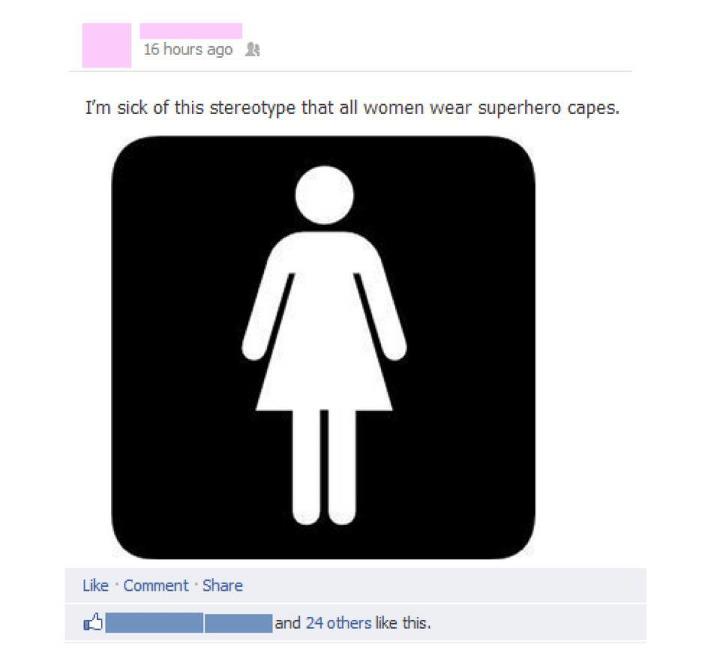 16 hours ago
I'm sick of this stereotype that all women wear superhero capes.
Like · Comment · Share
and 24 others like this.